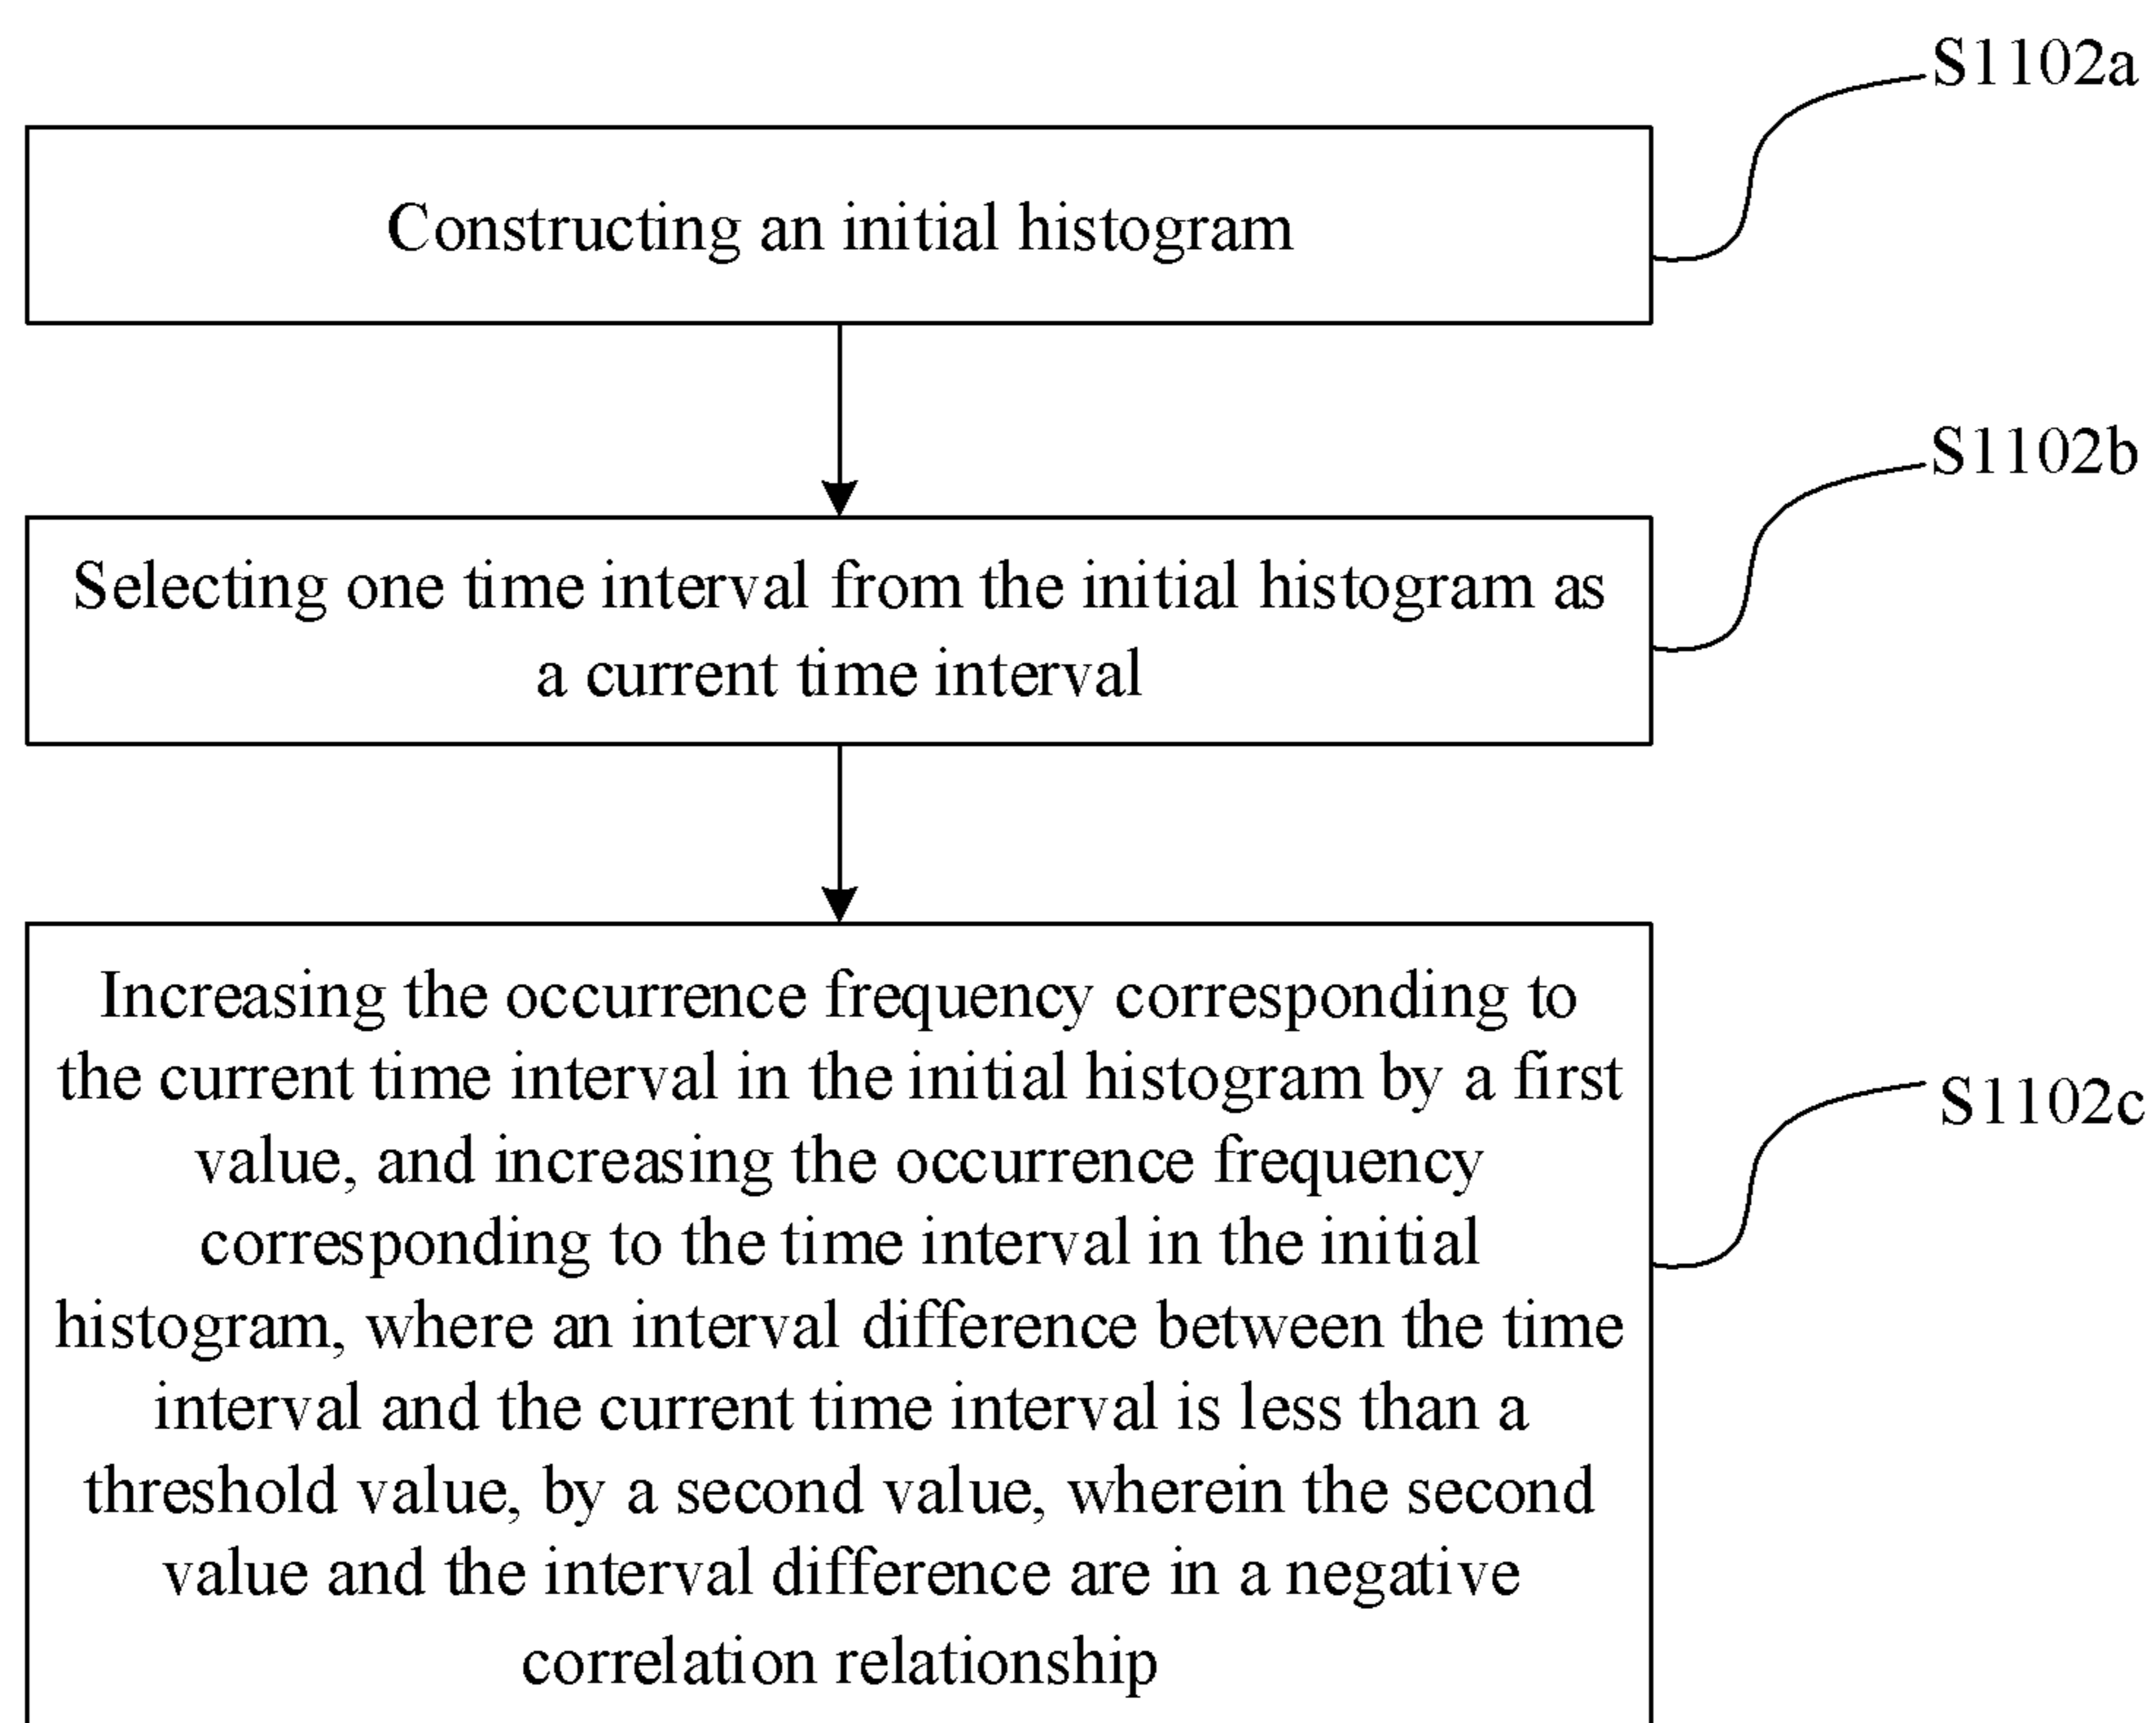 S1102a
Constructing an initial histogram
S1102b
Selecting one time interval from the initial histogram as
a current time interval
Increasing the occurrence frequency corresponding to
the current time interval in the initial histogram by a first
value, and increasing the occurrence frequency
corresponding to the time interval in the initial
histogram, where an interval difference between the time
interval and the current time interval is less than a
threshold value, by a second value, wherein the second
value and the interval difference are in a negative
correlation relationship
S1102c